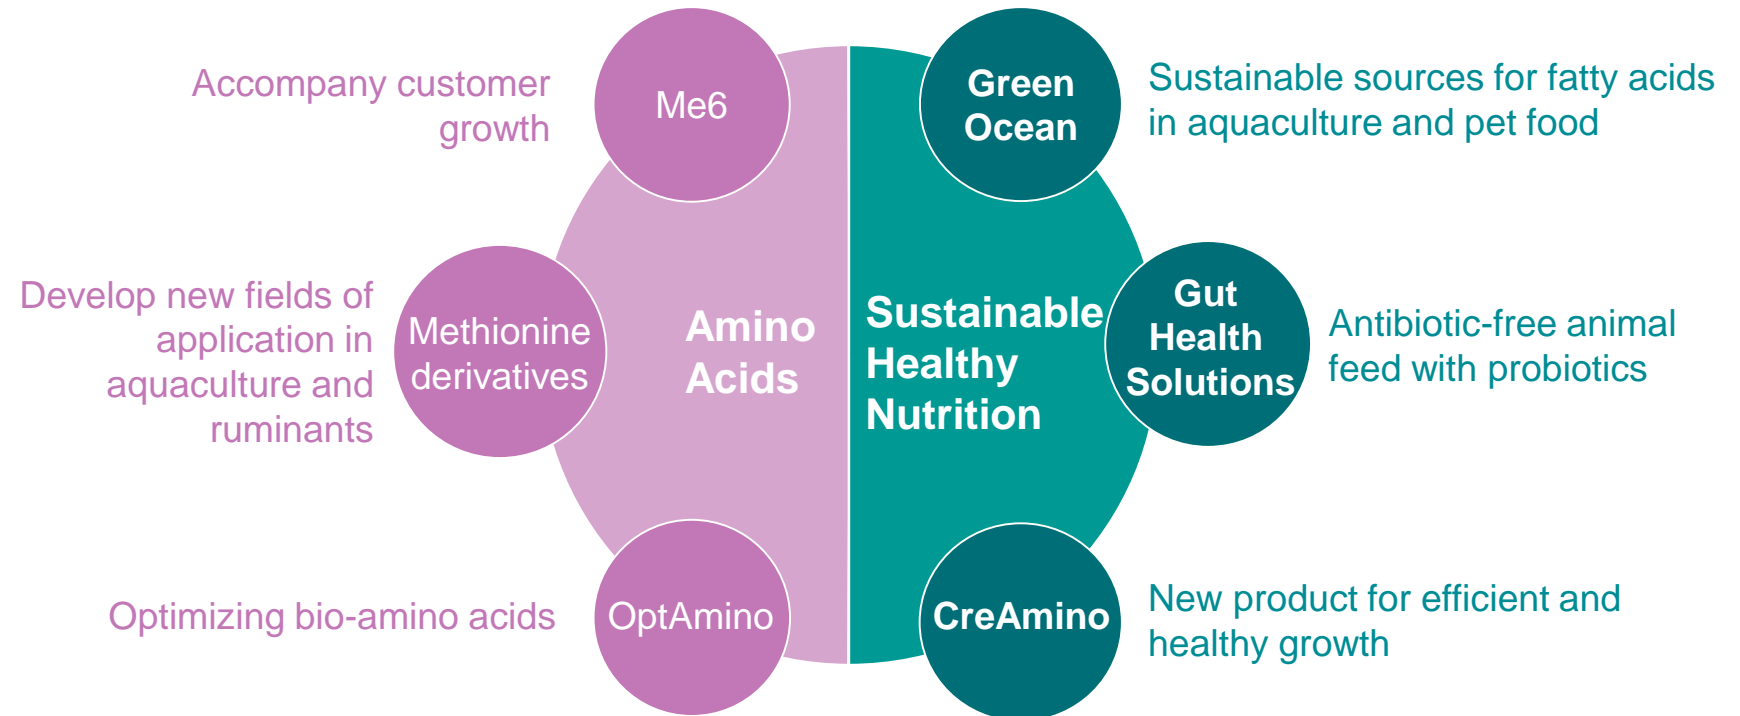 Accompany customer
growth
Me6
Green
Ocean
Sustainable sources for fatty acids
in aquaculture and pet food
Develop new fields of
application in
aquaculture and
ruminants
Methionine
derivatives
Amino
Acids
Sustainable
Healthy
Nutrition
Gut
Health
Solutions
Antibiotic-free animal
feed with probiotics
Optimizing bio-amino acids
OptAmino
CreAmino
New product for efficient and
healthy growth